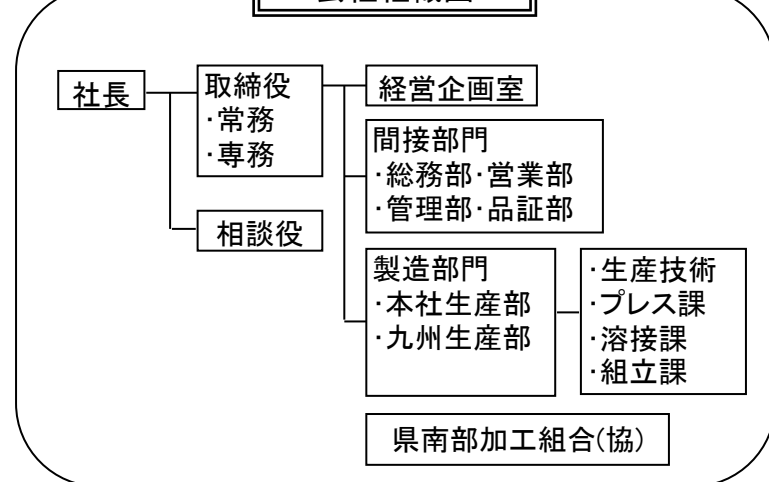 社長
取締役
・常務
・専務
相談役
経営企画室
間接部門
・総務部・営業部
・管理部・品証部
製造部門
・本社生産部
・九州生産部
・生産技術
・プレス課
・溶接課
・組立課
県南部加工組合(協)